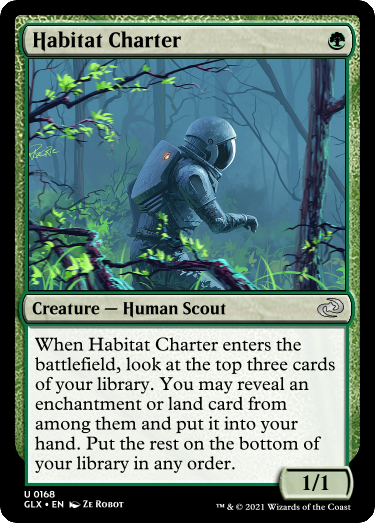 Habitat Charter
Creature — Human Scout
When Habitat Charter enters the
battlefield, look at the top three cards
of your library. You may reveal an
enchantment or land card from
among them and put it into your
hand. Put the rest on the bottom of
your library in any order.
1/1
U 0168
GLX • EN Ze Robot
™ & © 2021 Wizards of the Coast